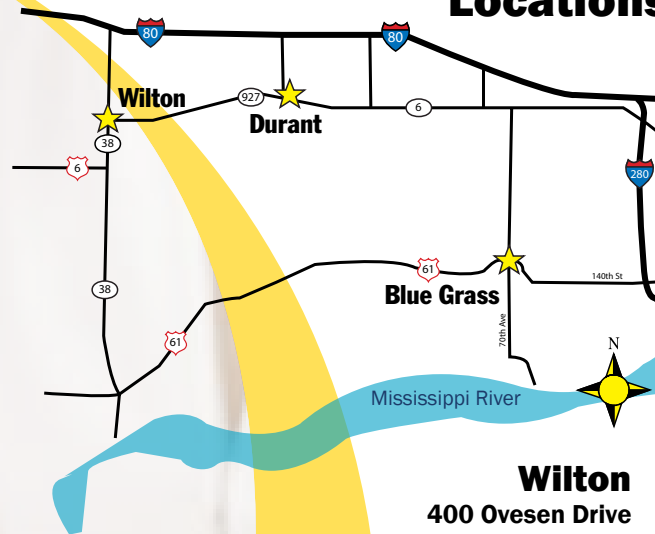 Locations
80
80
Wilton
927
Durant
6
38
6
280
61
140th St
Blue Grass
38
70th Ave
61
N
Mississippi River
Wilton
400 Ovesen Drive